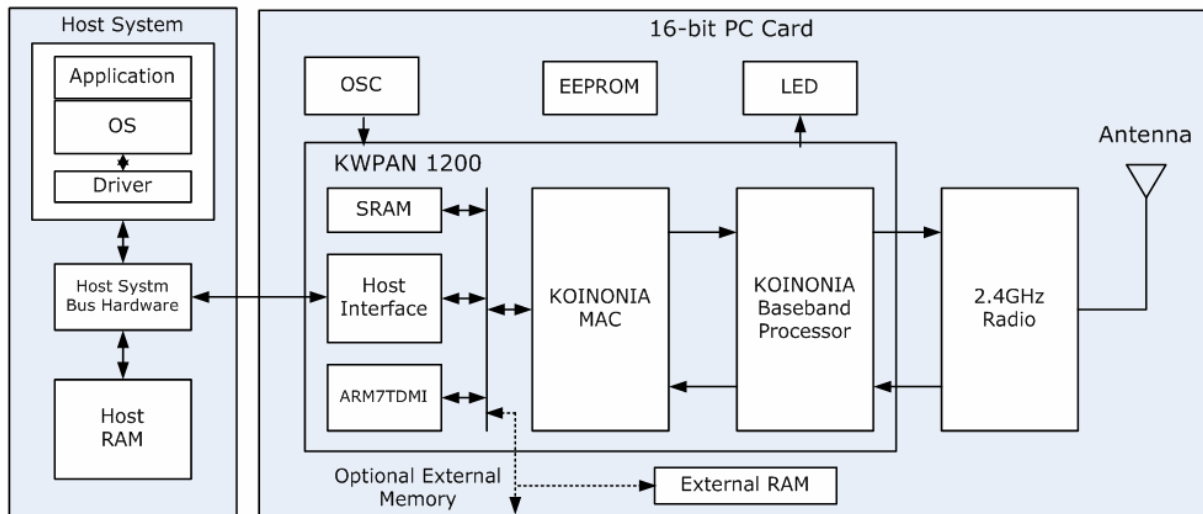 Host System
Application
OS
Driver
Host Systm
Bus Hardware
Host
RAM
16-bit PC Card
OSC
EEPROM
LED
Antenna
KWPAN 1200
SRAM
Host
Interface
ARM7TDMI
KOINONIA
MAC
KOINONIA
Baseband
Processor
2.4GHz
Radio
Optional External
Memory
External RAM